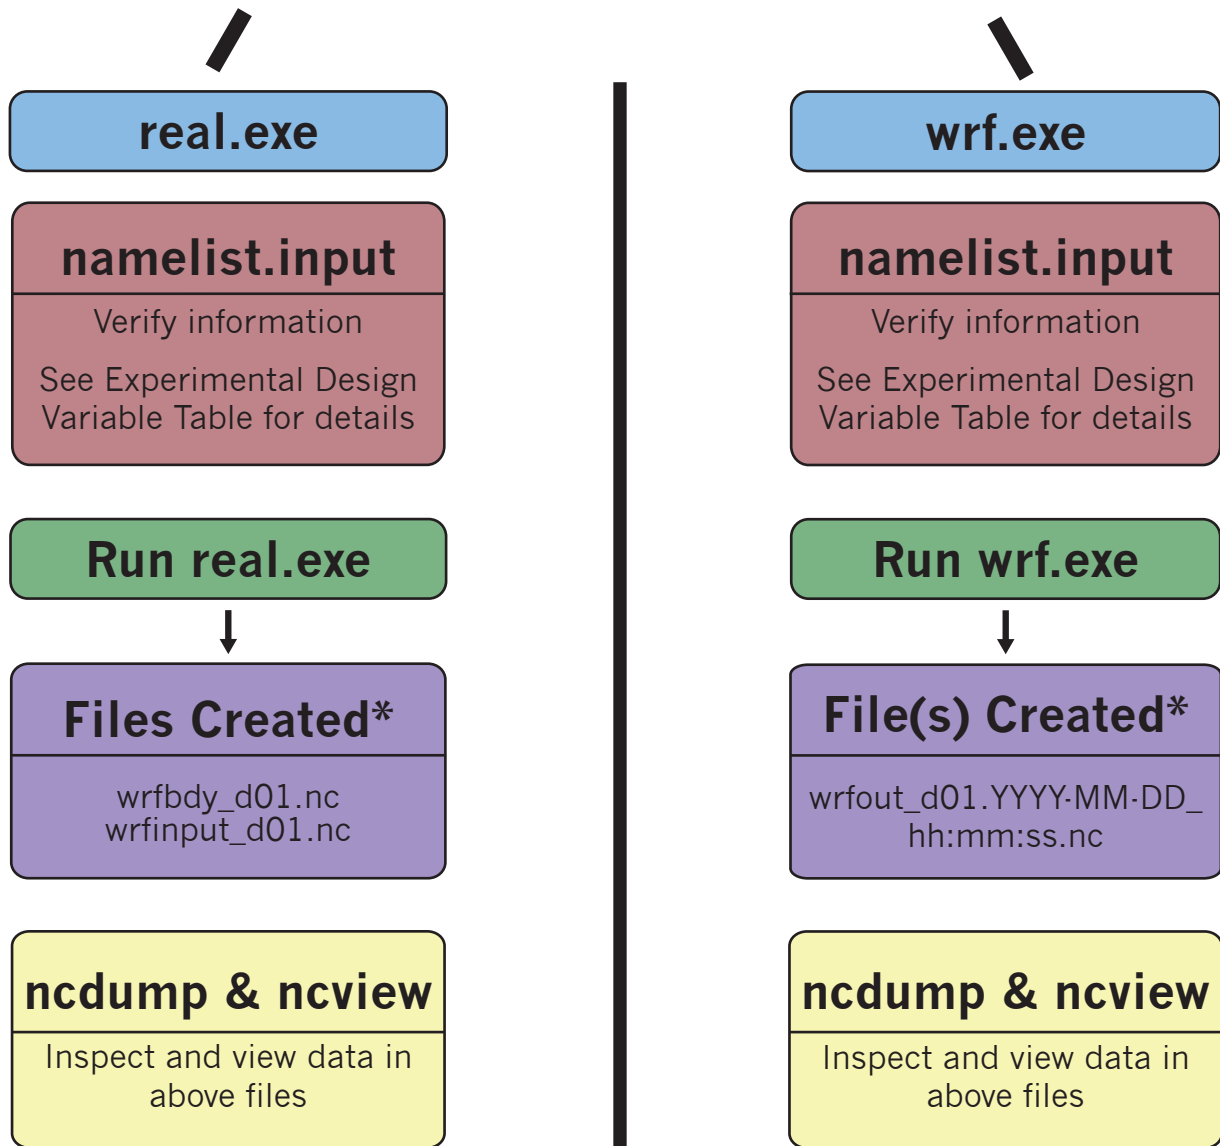 real.exe
namelist.input
Verify information
See Experimental Design
Variable Table for details
Run real.exe
Files Created*
wrfbdy_d01.nc
wrfinput_d01.nc
ncdump & ncview
Inspect and view data in
above files
wrf.exe
namelist.input
Verify information
See Experimental Design
Variable Table for details
Run wrf.exe
File(s) Created*
wrfout_d01.YYYY-MM-DD_
hh:mm:ss.nc
ncdump & ncview
Inspect and view data in
above files